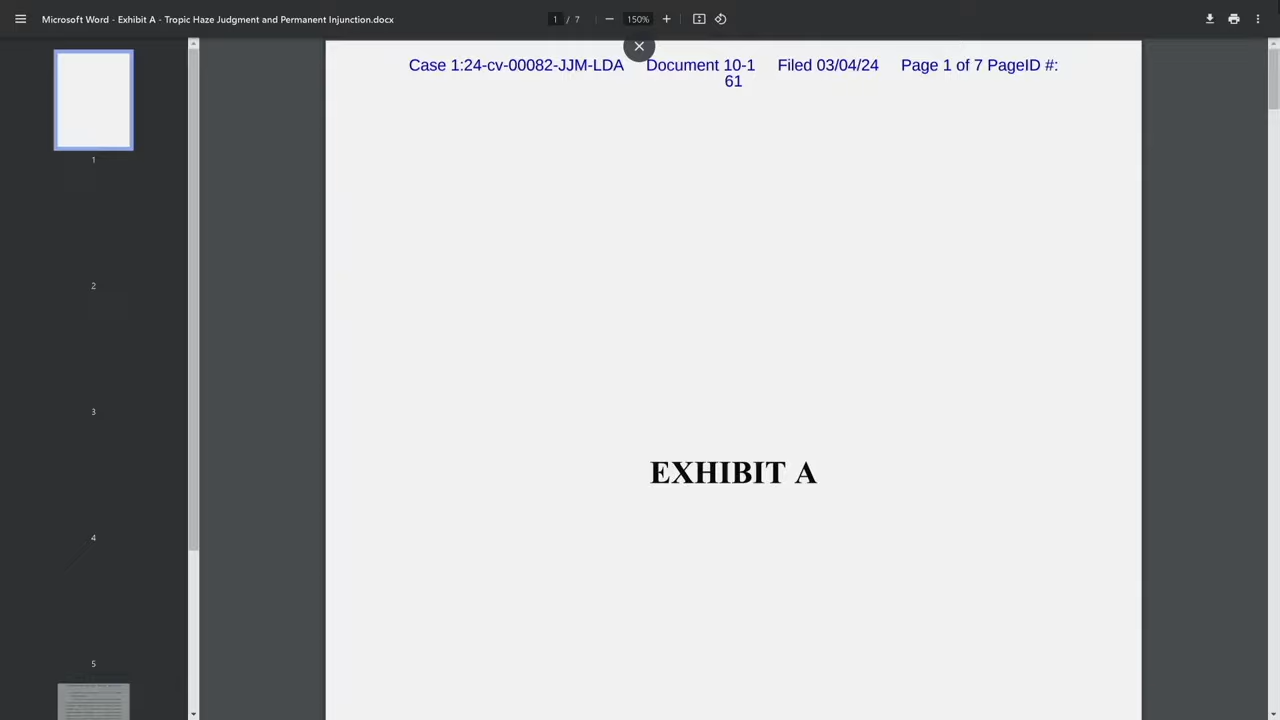 Microsoft Word - Exhibit A - Tropic Haze Judgment and Permanent Injunction.docx
1 / 7
150%
Case 1:24-cv-00082-JJM-LDA Document 10-1 Filed 03/04/24 Page 1 of 7 PageID #:
61
EXHIBIT A
1
2
3
4
5